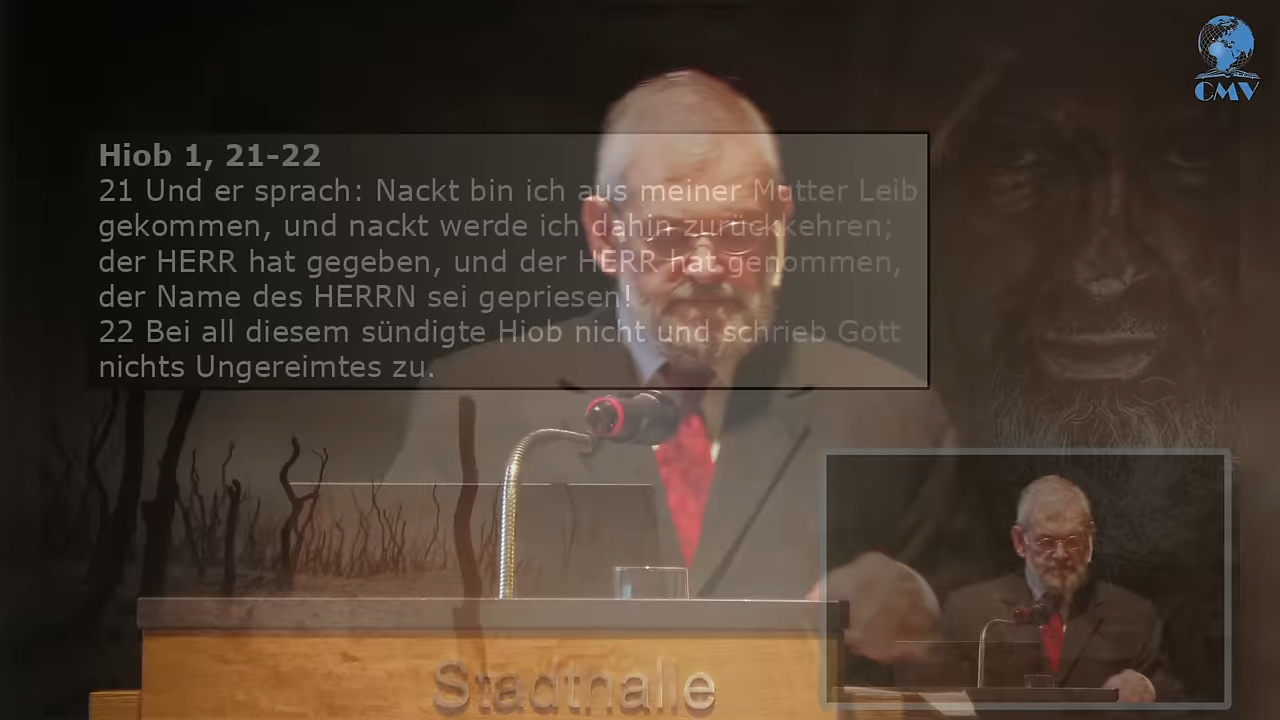 CMV
Hiob 1, 21-22
21 Und er sprach: Nackt bin ich aus meiner Mutter Leib
gekommen, und nackt werde ich dahin zurückkehren;
der HERR hat gegeben, und der HERR hat genommen,
der Name des HERRN sei gepriesen!
22 Bei all diesem sündigte Hiob nicht und schrieb Gott
nichts Ungereimtes zu.
Stadthalle